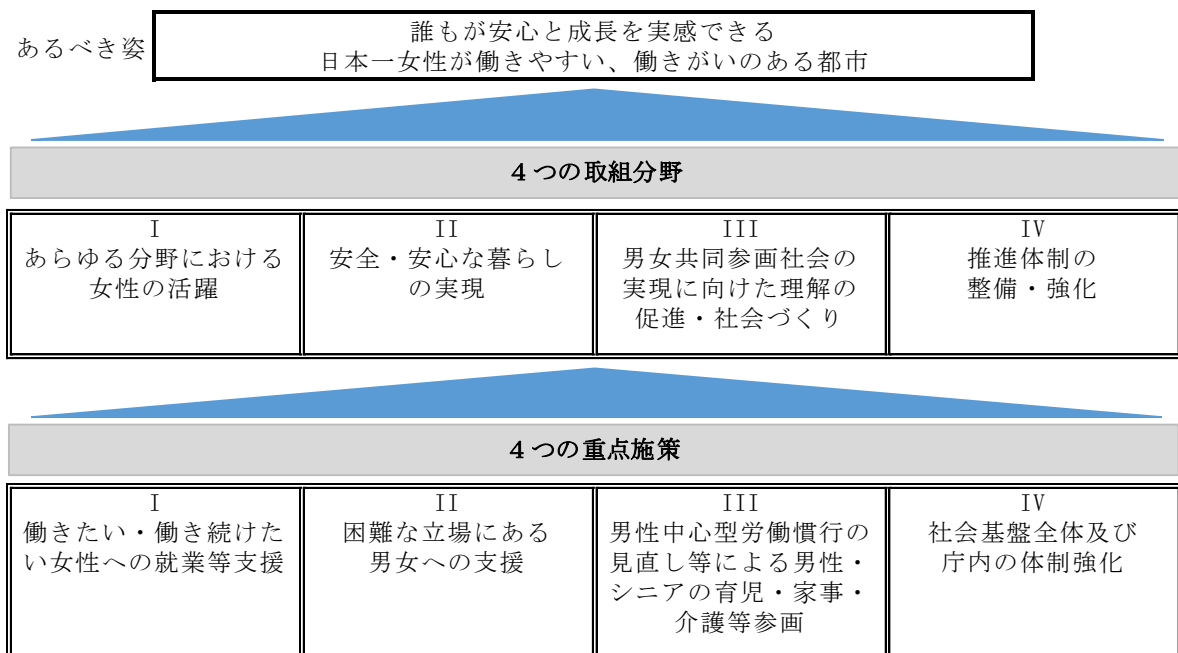 あるべき姿
誰もが安心と成長を実感できる
日本一女性が働きやすい、働きがいのある都市
４つの取組分野
I
あらゆる分野における
女性の活躍
II
安全・安心な暮らし
の実現
III
男女共同参画社会の
実現に向けた理解の
促進・社会づくり
IV
推進体制の
整備・強化
４つの重点施策
I
働きたい・働き続けた
い女性への就業等支援
II
困難な立場にある
男女への支援
III
男性中心型労働慣行の
見直し等による男性・
シニアの育児・家事・
介護等参画
IV
社会基盤全体及び
庁内の体制強化